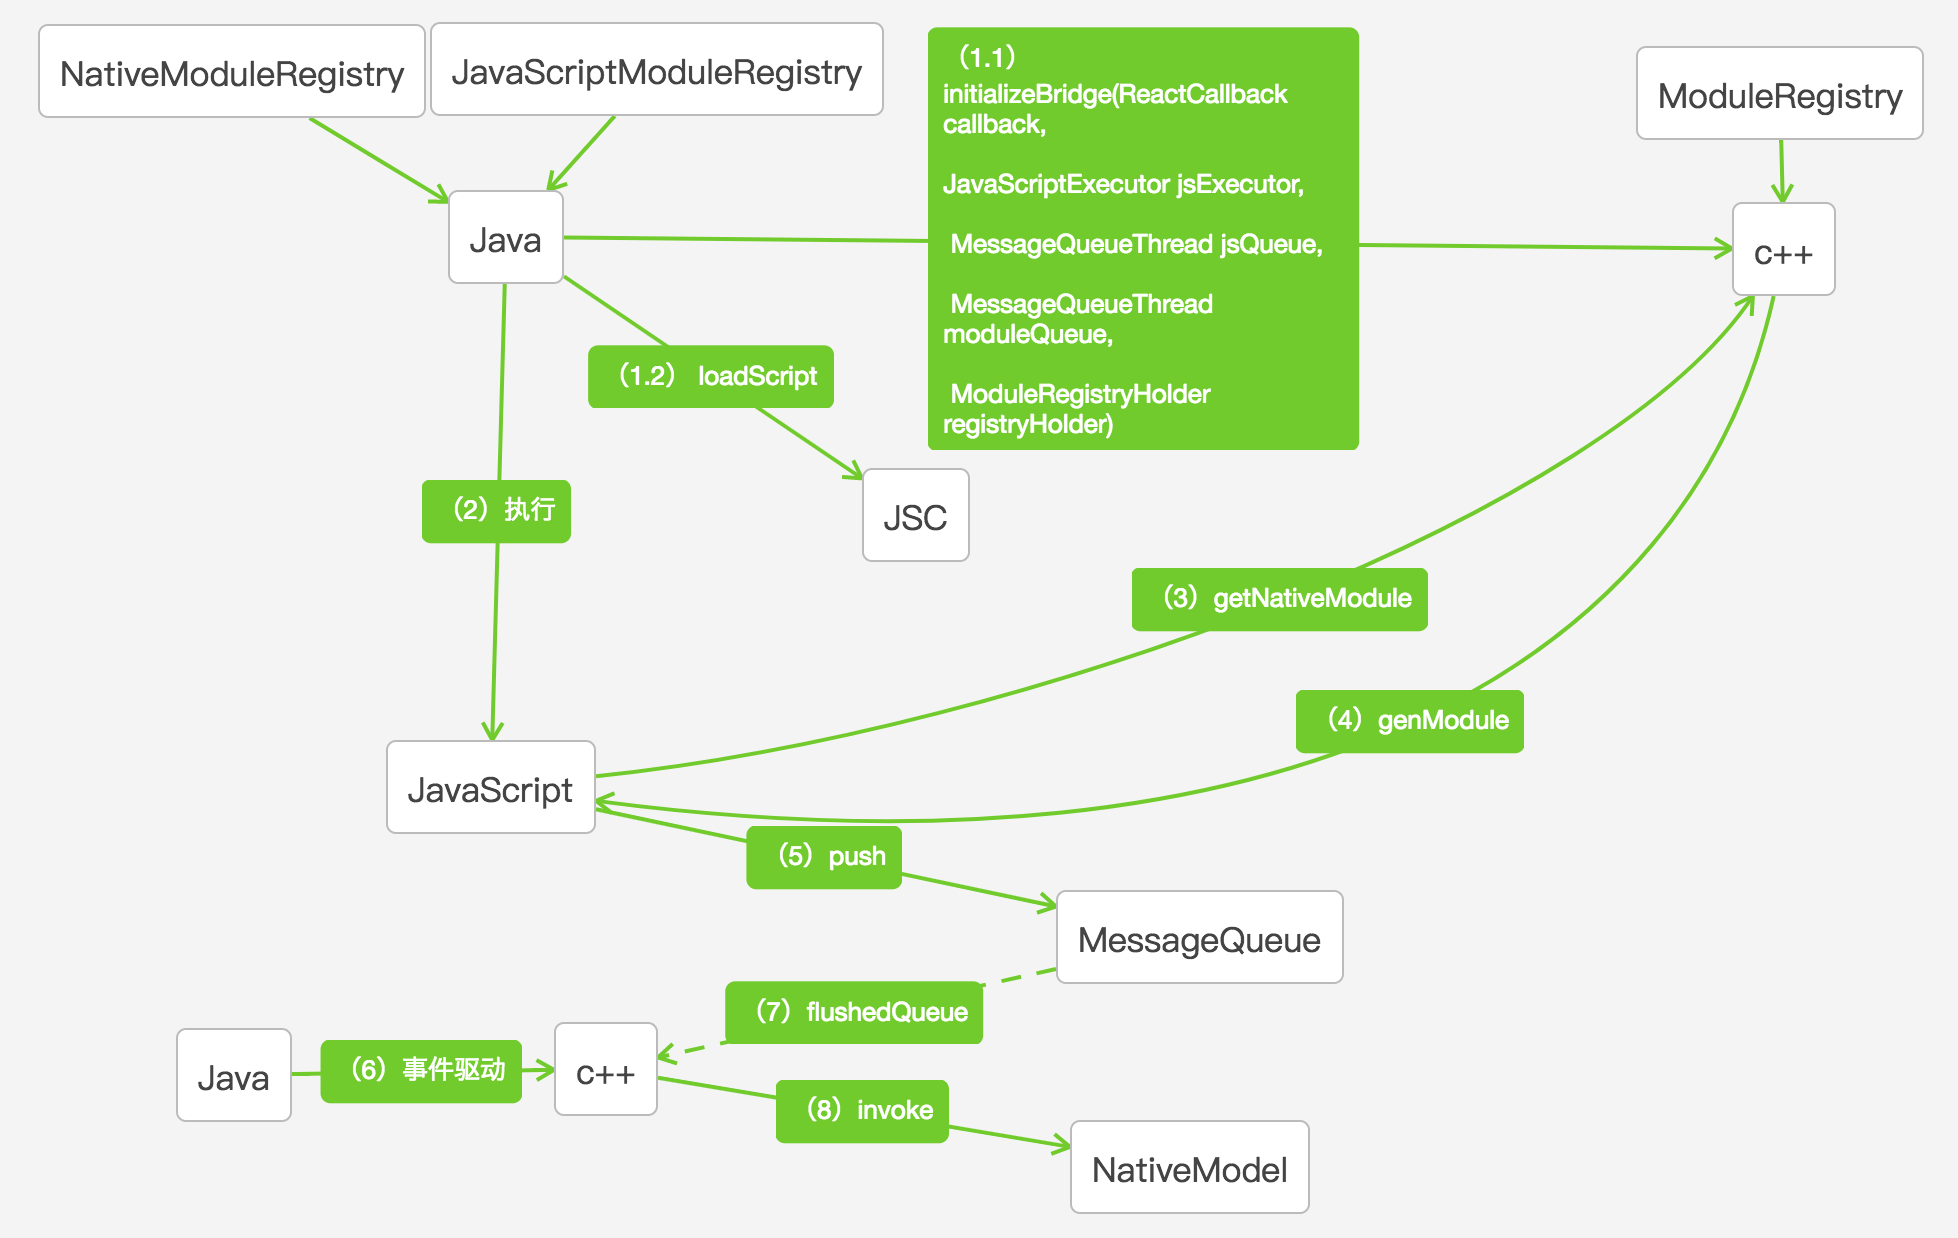 NativeModuleRegistry
JavaScriptModuleRegistry
（1.1）
initializeBridge(ReactCallback
callback,
JavaScriptExecutor jsExecutor,
MessageQueueThread jsQueue,
MessageQueueThread
moduleQueue,
ModuleRegistryHolder
registryHolder)
ModuleRegistry
Java
c++
（1.2） loadScript
JSC
（2）执行
（3）getNativeModule
（4）genModule
JavaScript
（5）push
MessageQueue
（7）flushedQueue
Java
（6）事件驱动
c++
（8）invoke
NativeModel